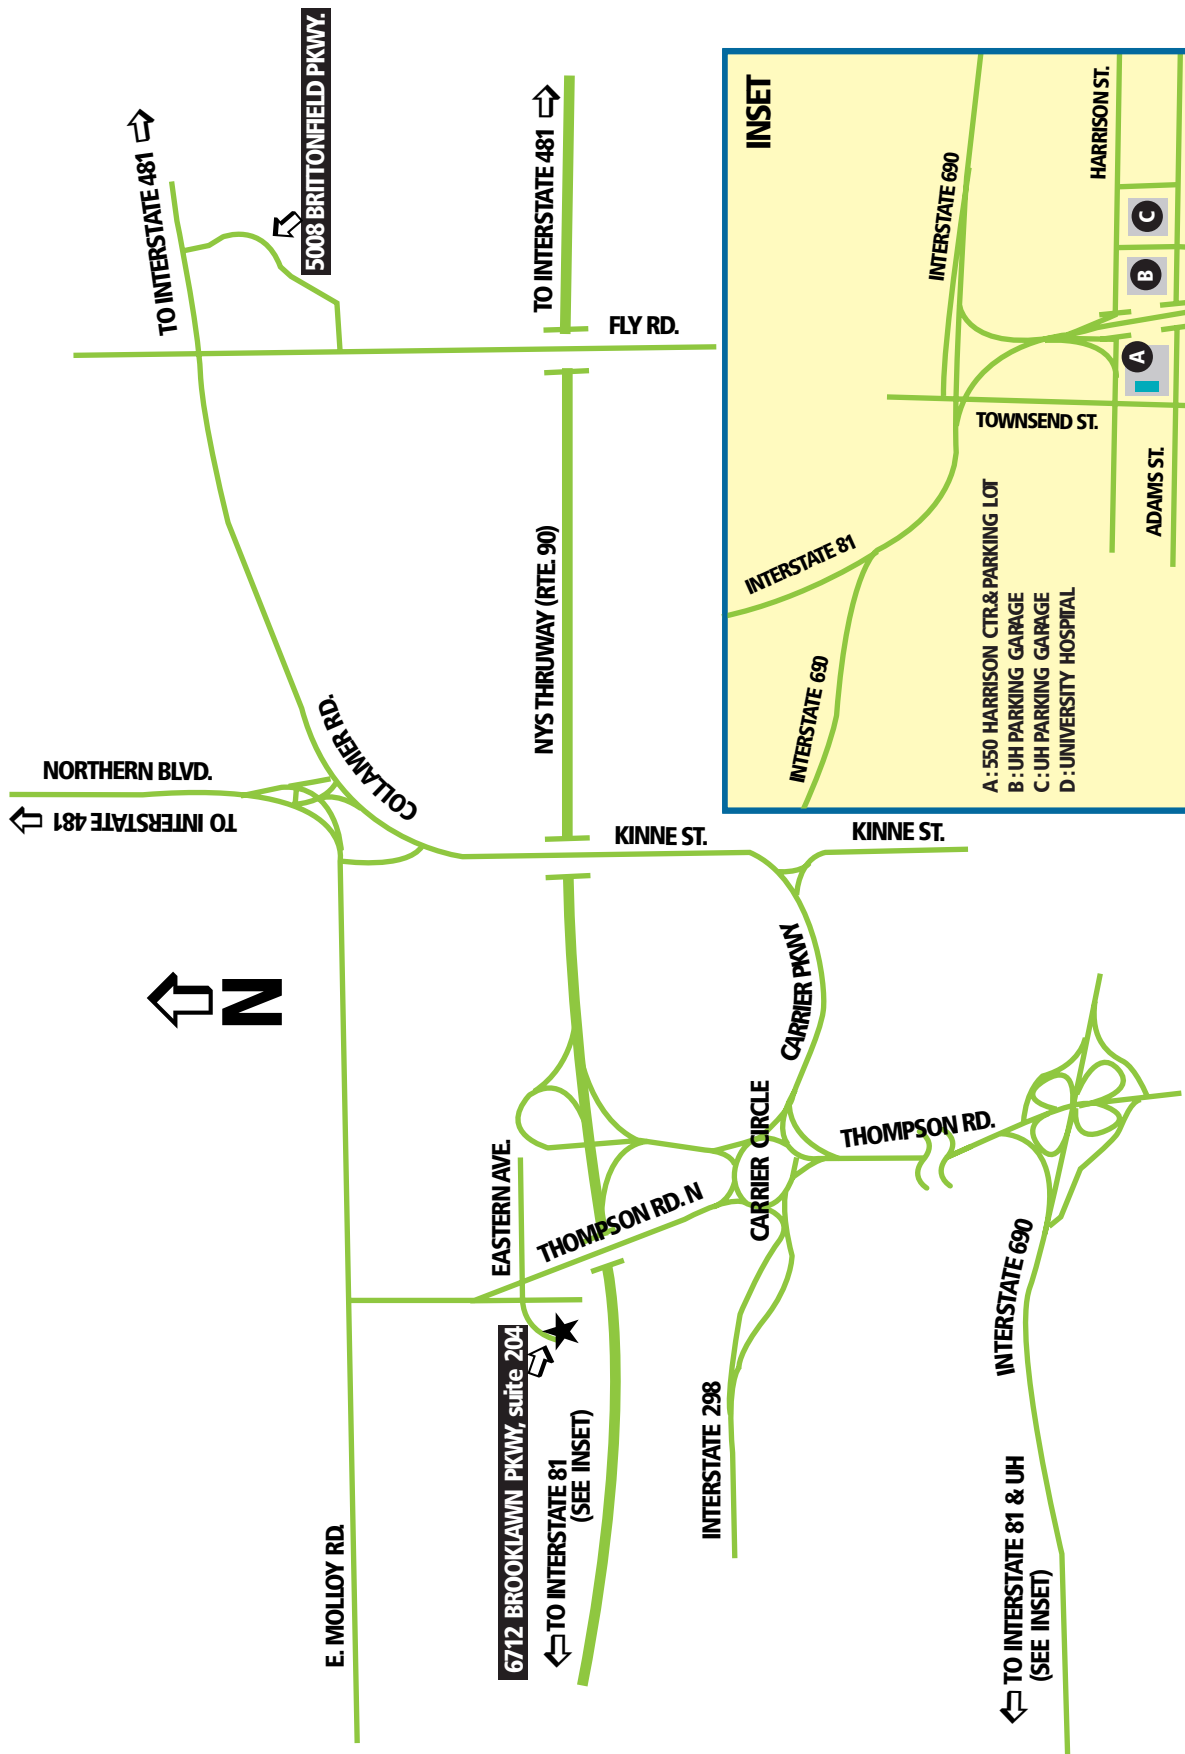 NORTHERN BLVD.
TO INTERSTATE 481
TO INTERSTATE 481
5008 BRITTONFIELD PKWY.
COLLAMER RD.
E. MOLLOY RD.
N
FLY RD.
TO INTERSTATE 481
NYS THRUWAY (RTE. 90)
KINNE ST.
KINNE ST.
EASTERN AVE.
THOMPSON RD. N
6712 BROOKLAWN PKWY, suite 204
TO INTERSTATE 81
(SEE INSET)
CARRIER PKWY
CARRIER CIRCLE
THOMPSON RD.
INTERSTATE 298
INTERSTATE 690
TO INTERSTATE 81 & UH
(SEE INSET)
INSET
INTERSTATE 690
INTERSTATE 81
INTERSTATE 690
TOWNSEND ST.
HARRISON ST.
ADAMS ST.
A
B
C
A : 550 HARRISON CTR.& PARKING LOT
B : UH PARKING GARAGE
C : UH PARKING GARAGE
D : UNIVERSITY HOSPITAL